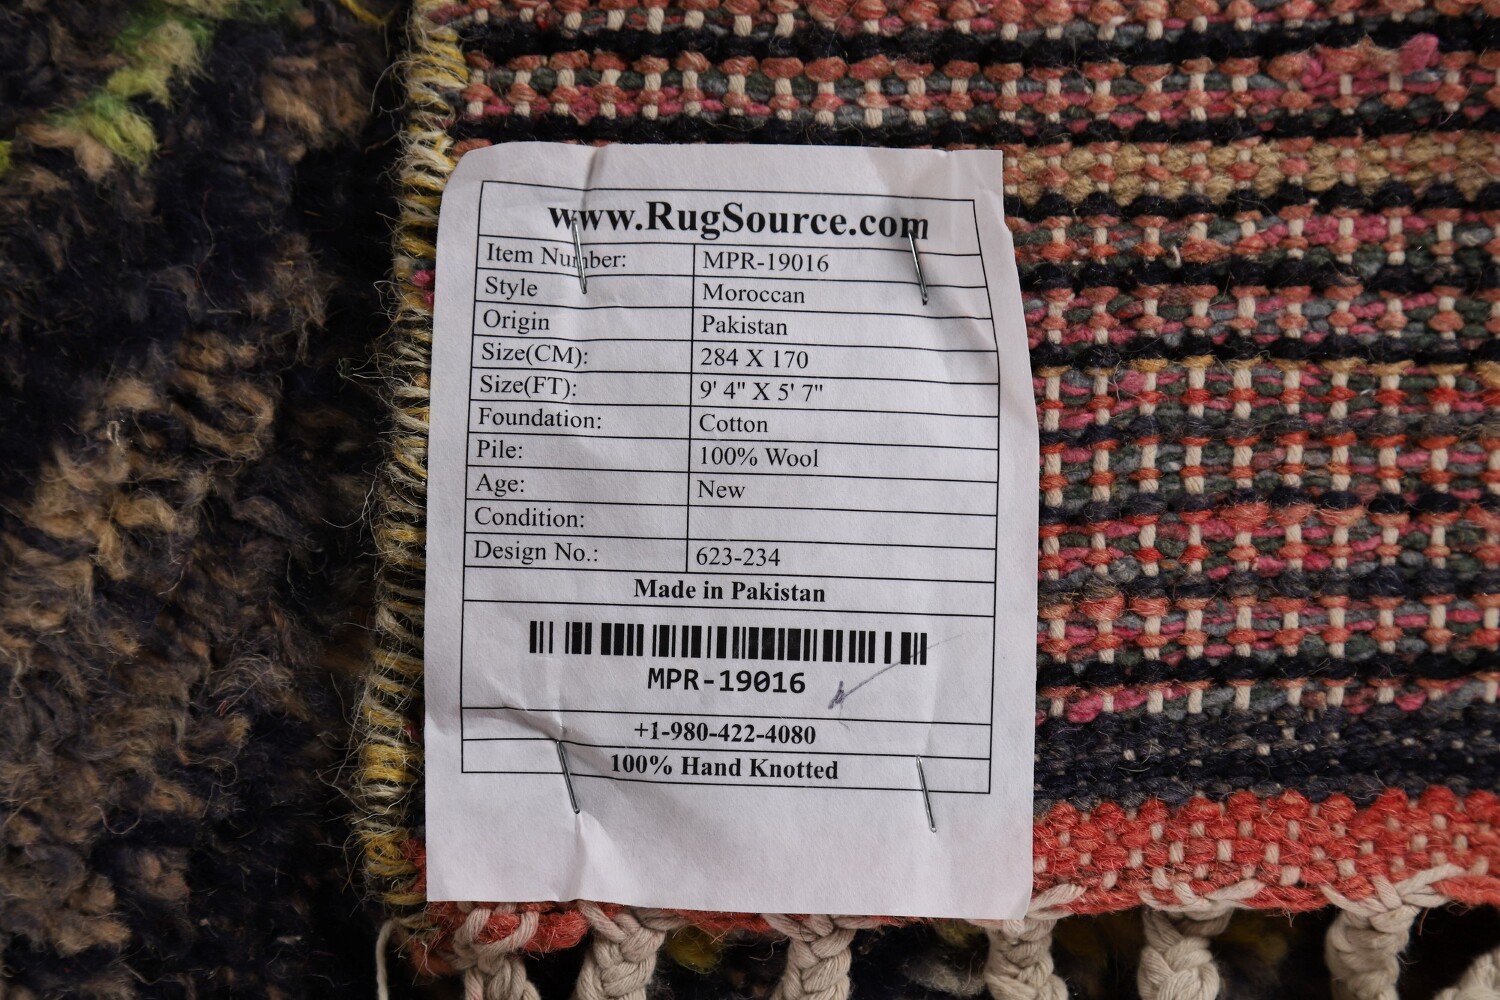 www.RugSource.com
Item Number: MPR-19016
Style Moroccan
Origin Pakistan
Size(CM): 284 X 170
Size(FT): 9' 4" X 5' 7"
Foundation: Cotton
Pile: 100% Wool
Age: New
Condition:
Design No.: 623-234
Made in Pakistan
MPR-19016
+1-980-422-4080
100% Hand Knotted